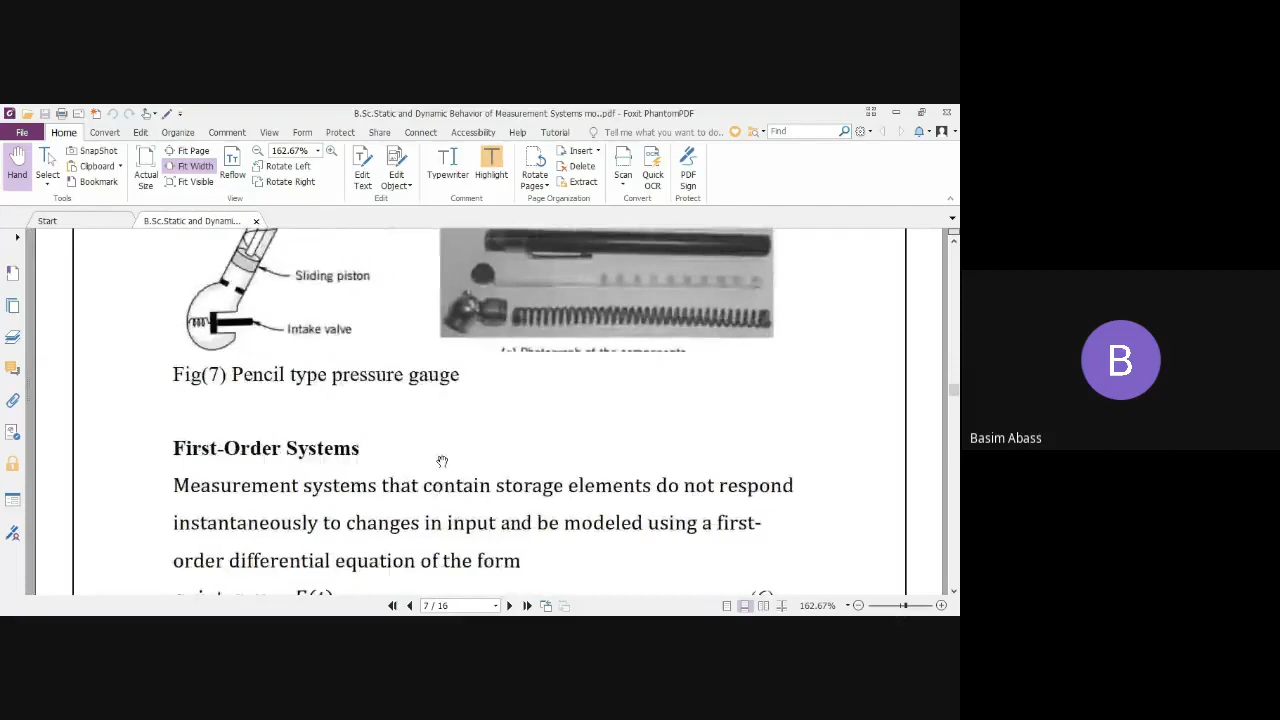 B.Sc.Static and Dynamic Behavior of Measurement Systems mo..pdf - Foxit PhantomPDF
File Home Convert Edit Organize Comment View Form Protect Share Connect Accessibility Help Tutorial Tell me what you want to do.. Find
Hand
Select
SnapShot
Clipboard
Bookmark
Tools
Actual Size
Fit Page
Fit Width
Fit Visible
Reflow
162.67%
Rotate Left
Rotate Right
View
Edit Text
Edit Object
Edit
Typewriter
Highlight
Comment
Rotate Pages
Insert
Delete
Extract
Page Organization
Scan
Quick OCR
Convert
PDF Sign
Protect
Start
B.Sc.Static and Dynami...
Sliding piston
Intake valve
(c) Photograph of the components
Fig(7) Pencil type pressure gauge
First-Order Systems
Measurement systems that contain storage elements do not respond
instantaneously to changes in input and be modeled using a first-
order differential equation of the form
7 / 16
162.67%
B
Basim Abass